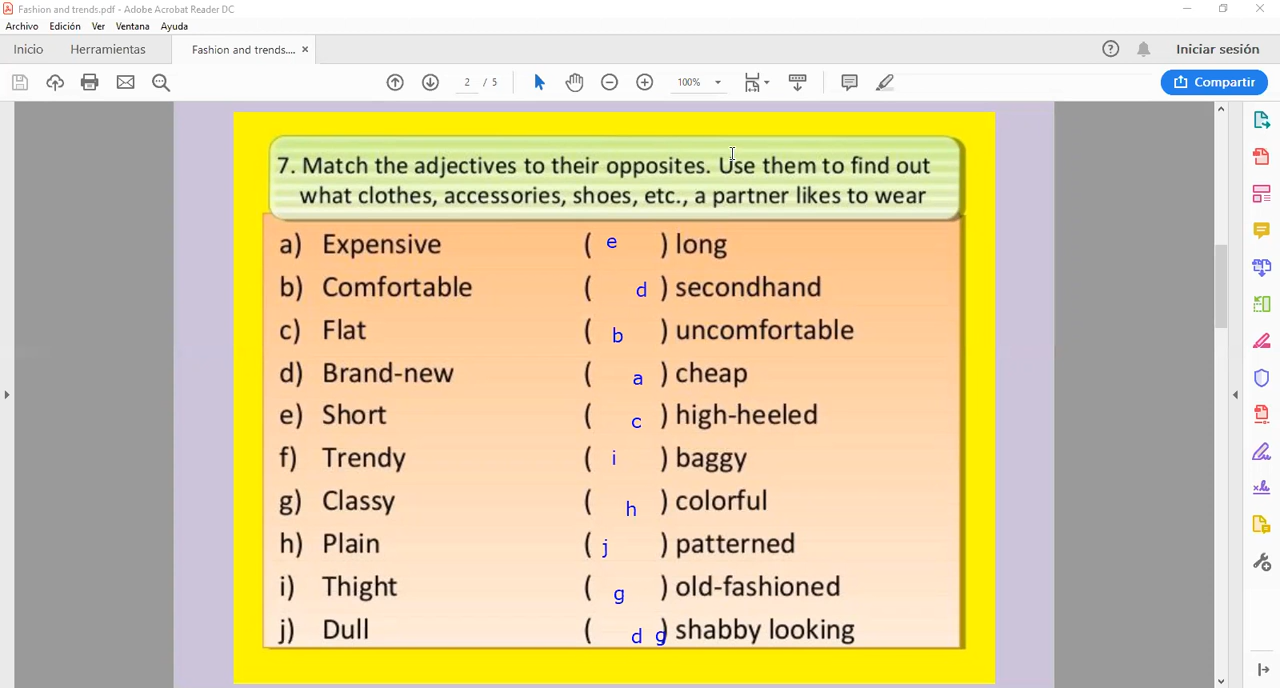 Fashion and trends.pdf - Adobe Acrobat Reader DC
Archivo Edición Ver Ventana Ayuda
Inicio Herramientas Fashion and trends.... × Iniciar sesión
2 / 5 100% Compartir
7. Match the adjectives to their opposites. Use them to find out
what clothes, accessories, shoes, etc., a partner likes to wear
a) Expensive ( e ) long
b) Comfortable ( d ) secondhand
c) Flat ( b ) uncomfortable
d) Brand-new ( a ) cheap
e) Short ( c ) high-heeled
f) Trendy ( i ) baggy
g) Classy ( h ) colorful
h) Plain ( j ) patterned
i) Thight ( g ) old-fashioned
j) Dull ( d g) shabby looking